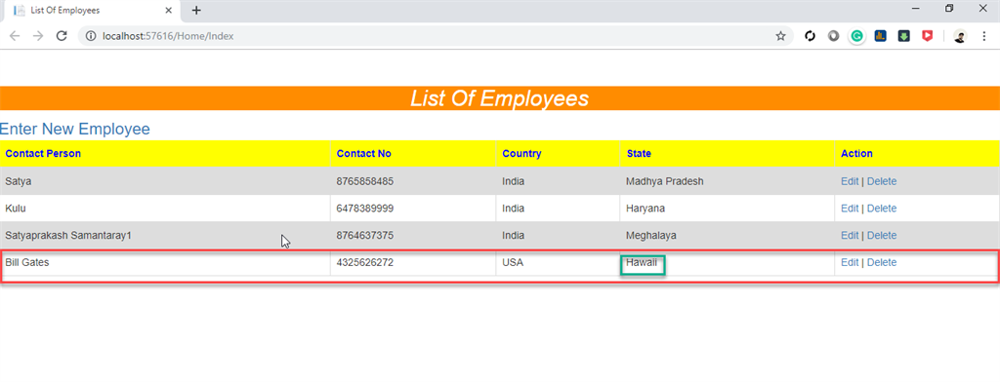 List Of Employees
localhost:57616/Home/Index
List Of Employees
Enter New Employee
Contact Person Contact No Country State Action
Satya 8765858485 India Madhya Pradesh Edit | Delete
Kulu 6478389999 India Haryana Edit | Delete
Satyaprakash Samantaray1 8764637375 India Meghalaya Edit | Delete
Bill Gates 4325626272 USA Hawaii Edit | Delete